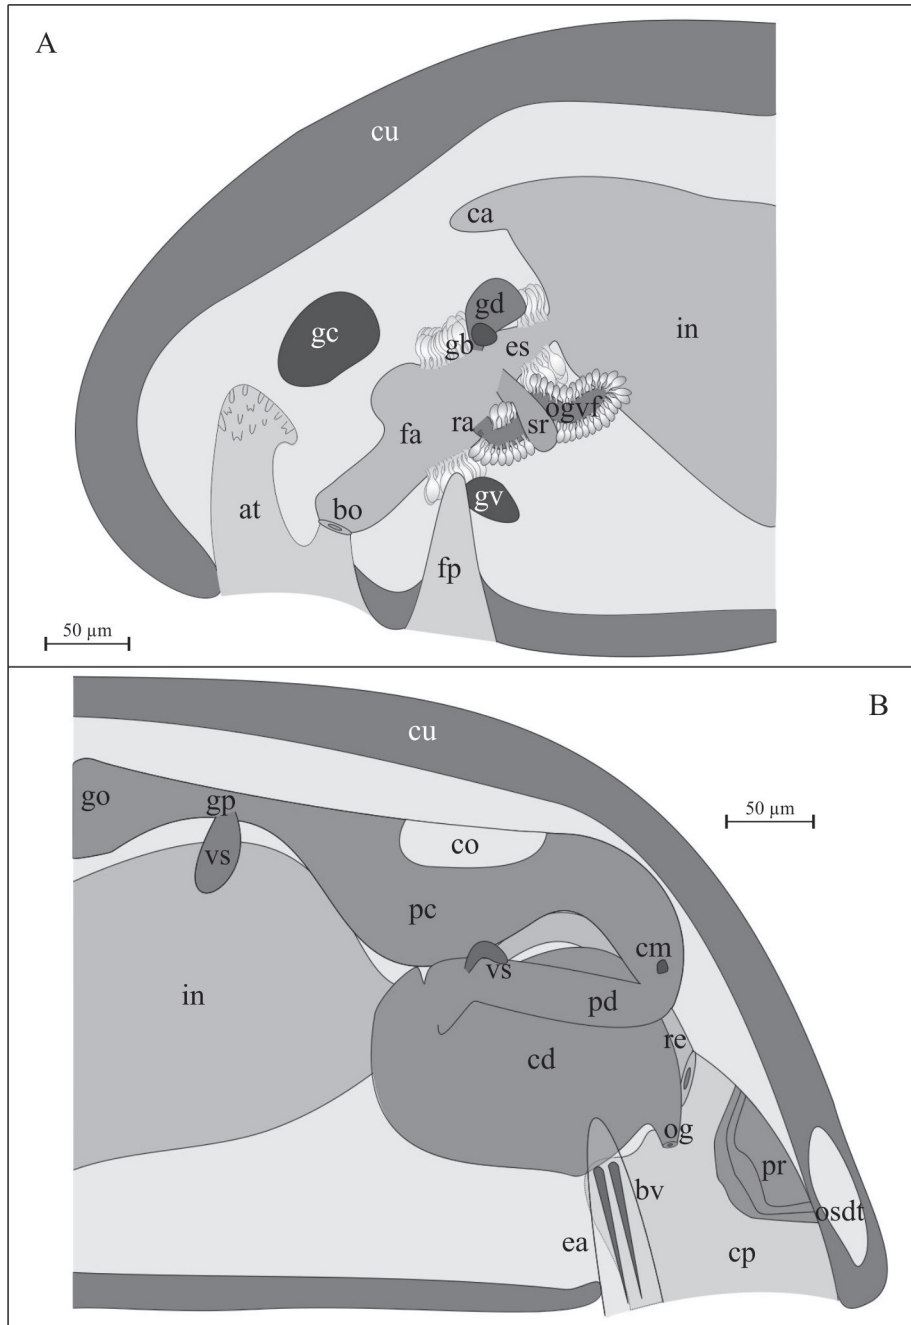 A
cu
ca
gc
gd
gb
es
in
ogvf
ra
sr
fa
gv
at
bo
fp
50 µm
B
cu
go
gp
50 µm
vs
co
pc
cm
vs
in
pd
re
cd
og
pr
bv
osdt
ea
cp